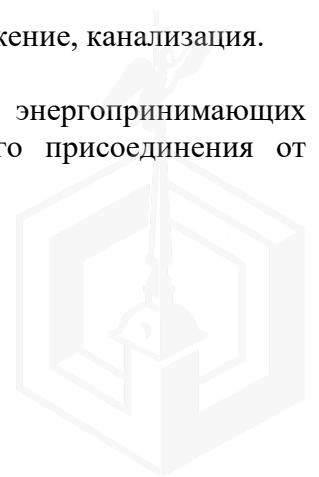 жение, канализация.
энергопринимающих
го присоединения от